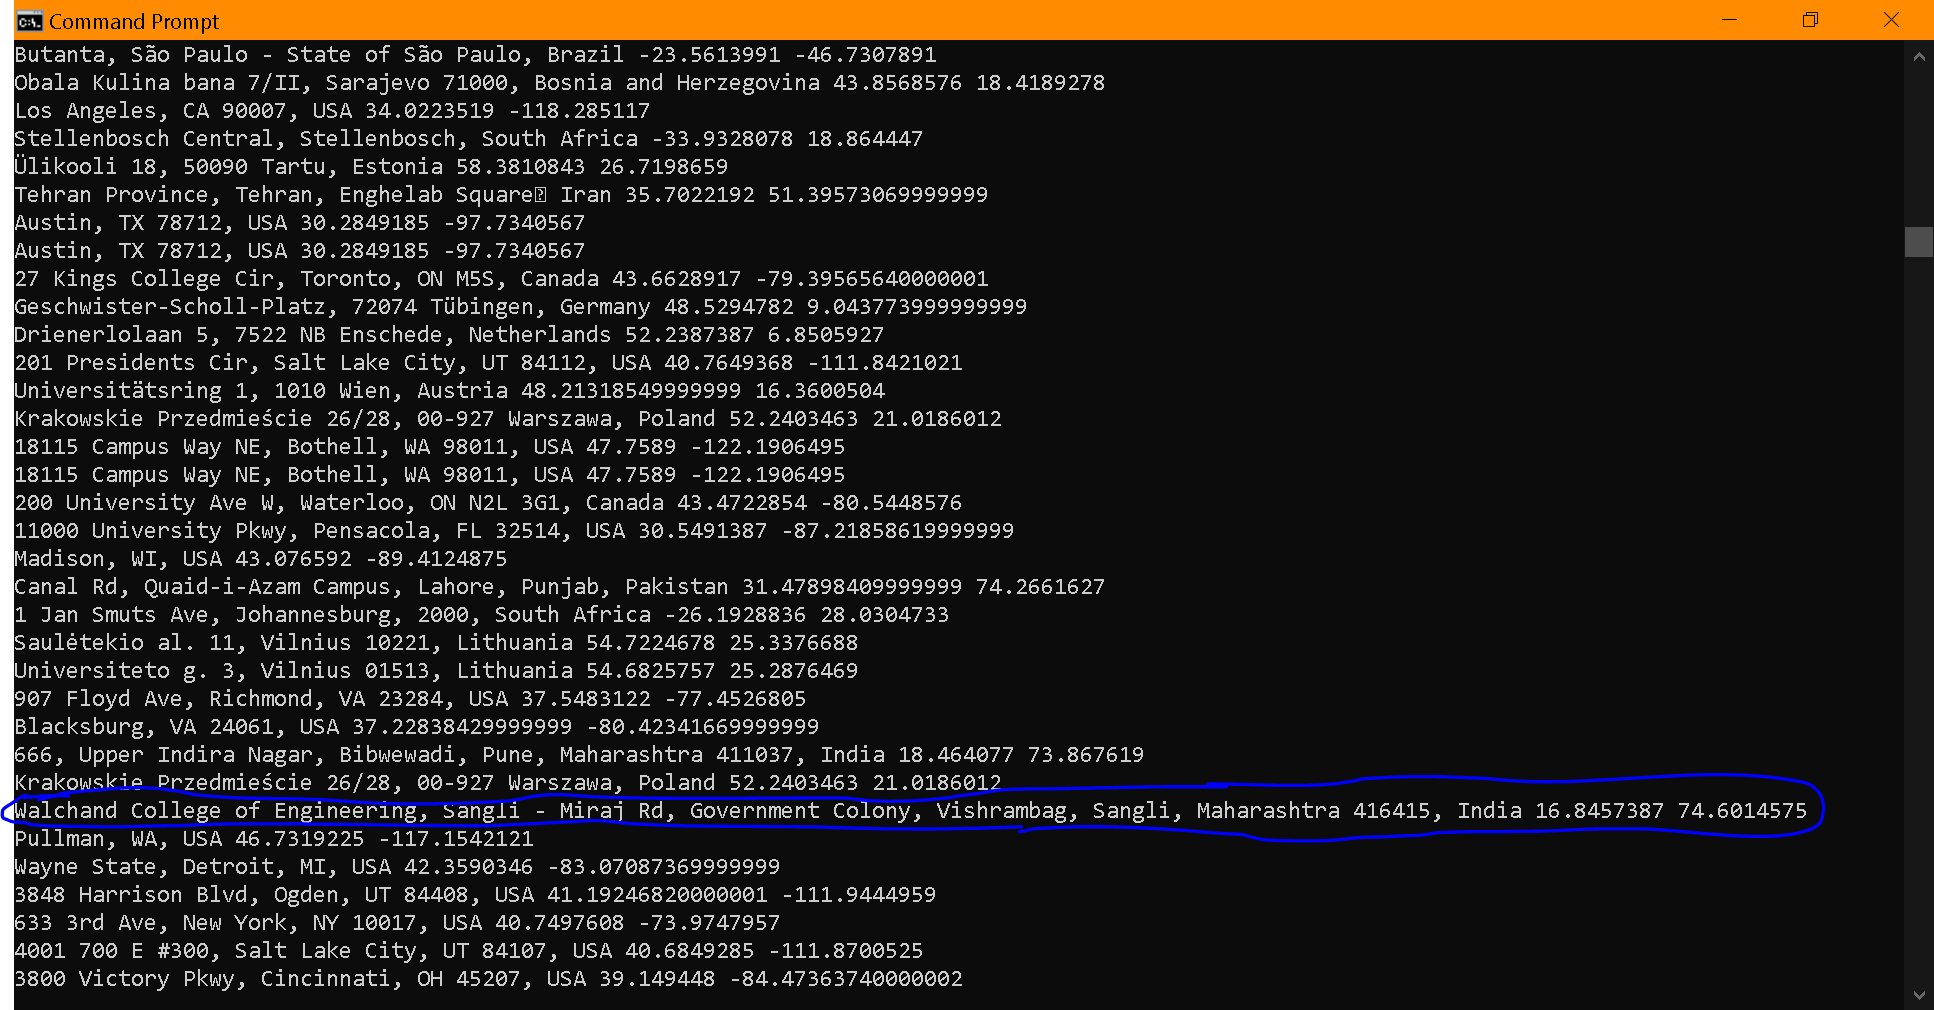 Command Prompt
Butanta, São Paulo - State of São Paulo, Brazil -23.5613991 -46.7307891
Obala Kulina bana 7/II, Sarajevo 71000, Bosnia and Herzegovina 43.8568576 18.4189278
Los Angeles, CA 90007, USA 34.0223519 -118.285117
Stellenbosch Central, Stellenbosch, South Africa -33.9328078 18.864447
Ülikooli 18, 50090 Tartu, Estonia 58.3810843 26.7198659
Tehran Province, Tehran, Enghelab Square⍰ Iran 35.7022192 51.39573069999999
Austin, TX 78712, USA 30.2849185 -97.7340567
Austin, TX 78712, USA 30.2849185 -97.7340567
27 Kings College Cir, Toronto, ON M5S, Canada 43.6628917 -79.39565640000001
Geschwister-Scholl-Platz, 72074 Tübingen, Germany 48.5294782 9.043773999999999
Drienerlolaan 5, 7522 NB Enschede, Netherlands 52.2387387 6.8505927
201 Presidents Cir, Salt Lake City, UT 84112, USA 40.7649368 -111.8421021
Universitätsring 1, 1010 Wien, Austria 48.21318549999999 16.3600504
Krakowskie Przedmieście 26/28, 00-927 Warszawa, Poland 52.2403463 21.0186012
18115 Campus Way NE, Bothell, WA 98011, USA 47.7589 -122.1906495
18115 Campus Way NE, Bothell, WA 98011, USA 47.7589 -122.1906495
200 University Ave W, Waterloo, ON N2L 3G1, Canada 43.4722854 -80.5448576
11000 University Pkwy, Pensacola, FL 32514, USA 30.5491387 -87.21858619999999
Madison, WI, USA 43.076592 -89.4124875
Canal Rd, Quaid-i-Azam Campus, Lahore, Punjab, Pakistan 31.47898409999999 74.2661627
1 Jan Smuts Ave, Johannesburg, 2000, South Africa -26.1928836 28.0304733
Saulėtekio al. 11, Vilnius 10221, Lithuania 54.7224678 25.3376688
Universiteto g. 3, Vilnius 01513, Lithuania 54.6825757 25.2876469
907 Floyd Ave, Richmond, VA 23284, USA 37.5483122 -77.4526805
Blacksburg, VA 24061, USA 37.22838429999999 -80.42341669999999
666, Upper Indira Nagar, Bibwewadi, Pune, Maharashtra 411037, India 18.464077 73.867619
Krakowskie Przedmieście 26/28, 00-927 Warszawa, Poland 52.2403463 21.0186012
Walchand College of Engineering, Sangli - Miraj Rd, Government Colony, Vishrambag, Sangli, Maharashtra 416415, India 16.8457387 74.6014575
Pullman, WA, USA 46.7319225 -117.1542121
Wayne State, Detroit, MI, USA 42.3590346 -83.07087369999999
3848 Harrison Blvd, Ogden, UT 84408, USA 41.19246820000001 -111.9444959
633 3rd Ave, New York, NY 10017, USA 40.7497608 -73.9747957
4001 700 E #300, Salt Lake City, UT 84107, USA 40.6849285 -111.8700525
3800 Victory Pkwy, Cincinnati, OH 45207, USA 39.149448 -84.47363740000002